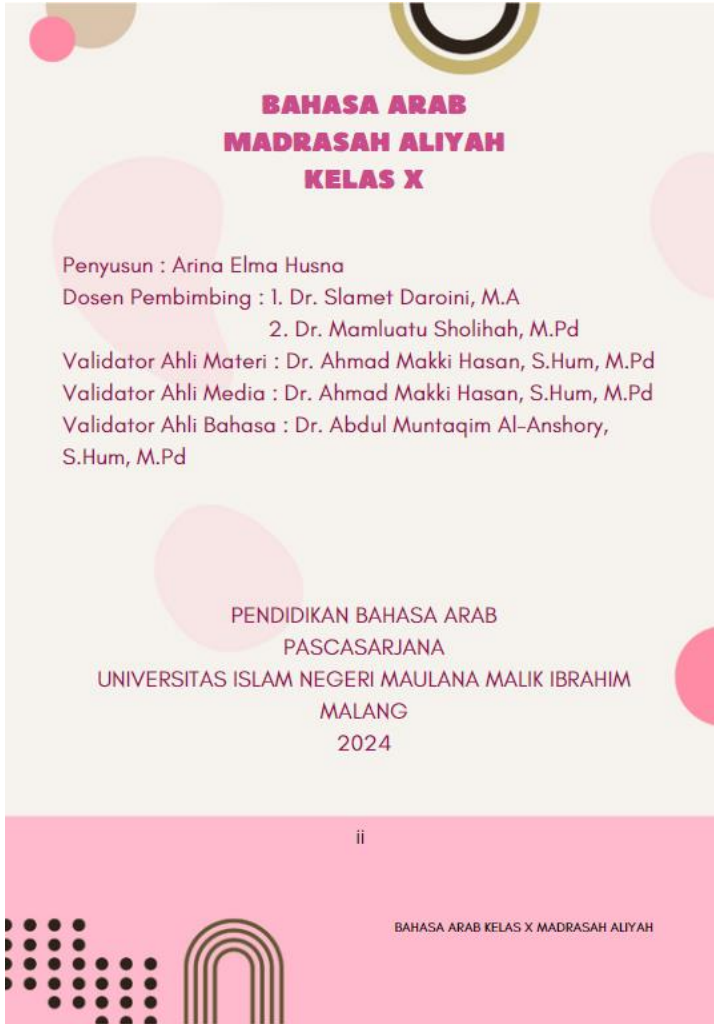 BAHASA ARAB
MADRASAH ALIYAH
KELAS X
Penyusun : Arina Elma Husna
Dosen Pembimbing : 1. Dr. Slamet Daroini, M.A
2. Dr. Mamluatu Sholihah, M.Pd
Validator Ahli Materi : Dr. Ahmad Makki Hasan, S.Hum, M.Pd
Validator Ahli Media : Dr. Ahmad Makki Hasan, S.Hum, M.Pd
Validator Ahli Bahasa : Dr. Abdul Muntaqim Al-Anshory,
S.Hum, M.Pd
PENDIDIKAN BAHASA ARAB
PASCASARJANA
UNIVERSITAS ISLAM NEGERI MAULANA MALIK IBRAHIM
MALANG
2024
ii
BAHASA ARAB KELAS X MADRASAH ALIYAH